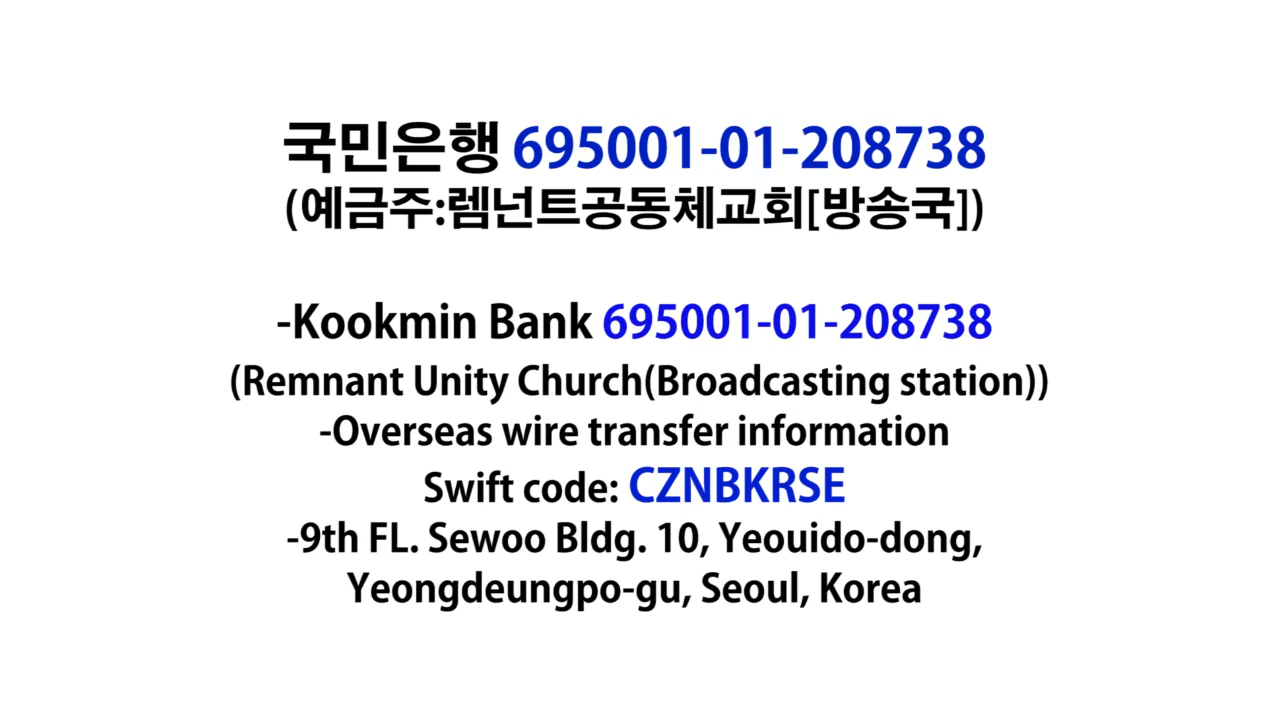 국민은행 695001-01-208738
(예금주:렘넌트공동체교회[방송국])
-Kookmin Bank 695001-01-208738
(Remnant Unity Church(Broadcasting station))
-Overseas wire transfer information
Swift code: CZNBKRSE
-9th FL. Sewoo Bldg. 10, Yeouido-dong,
Yeongdeungpo-gu, Seoul, Korea